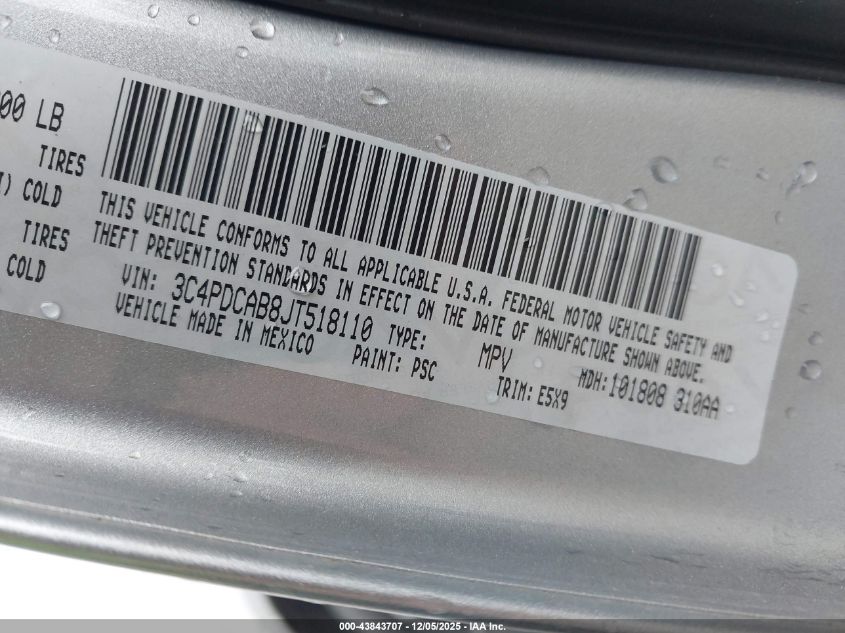 00 LB
TIRES
) COLD
TIRES
COLD
THIS VEHICLE CONFORMS TO ALL APPLICABLE U.S.A. FEDERAL MOTOR VEHICLE SAFETY AND
THEFT PREVENTION STANDARDS IN EFFECT ON THE DATE OF MANUFACTURE SHOWN ABOVE.
VIN: 3C4PDCAB8JT518110 TYPE: MPV MDH:101808 310AA
VEHICLE MADE IN MEXICO PAINT: PSC TRIM: E5X9
000-43843707 - 12/05/2025 - IAA Inc.